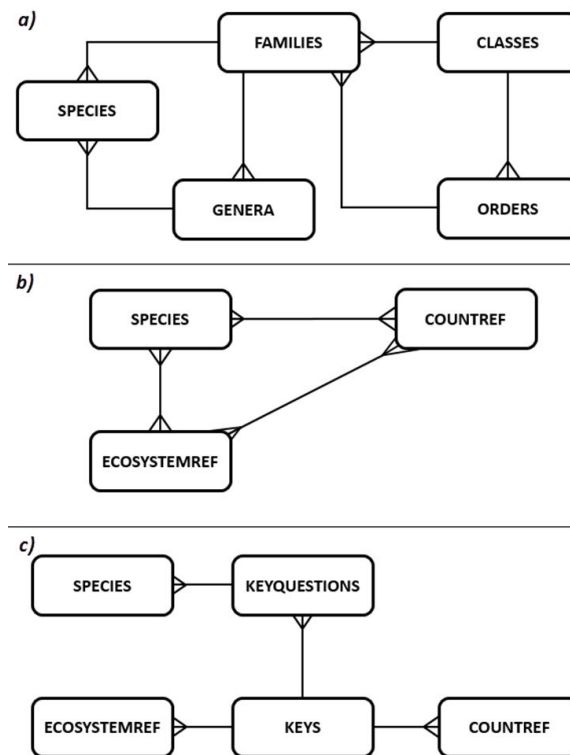 a)
FAMILIES
CLASSES
SPECIES
GENERA
ORDERS
b)
SPECIES
COUNTREF
ECOSYSTEMREF
c)
SPECIES
KEYQUESTIONS
ECOSYSTEMREF
KEYS
COUNTREF